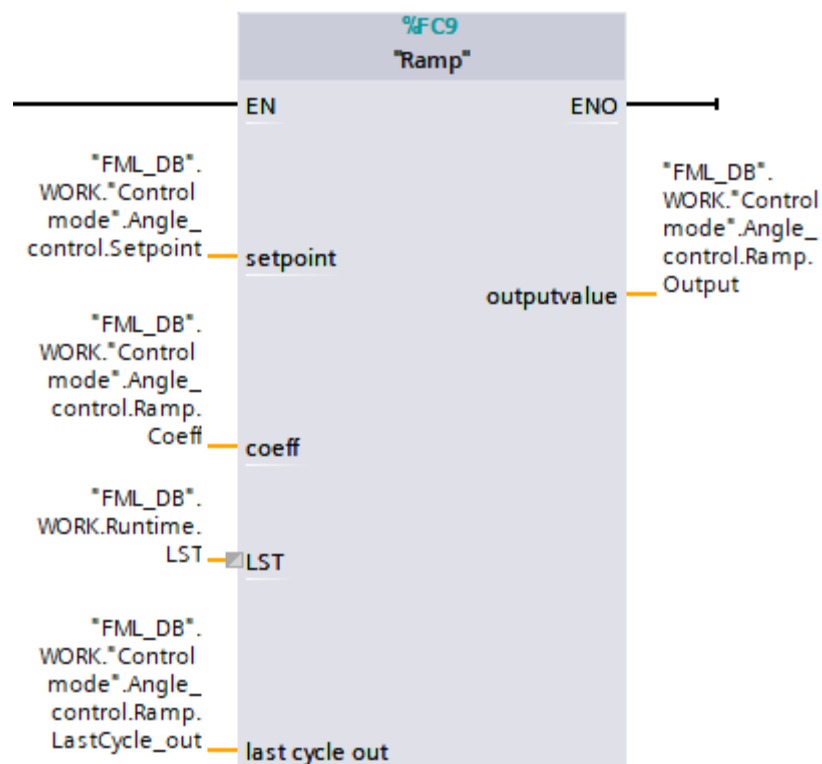 %FC9
"Ramp"
EN
ENO
"FML_DB".
WORK."Control
mode".Angle_
control.Setpoint
setpoint
"FML_DB".
WORK."Control
mode".Angle_
control.Ramp.
Output
outputvalue
"FML_DB".
WORK."Control
mode".Angle_
control.Ramp.
Coeff
coeff
"FML_DB".
WORK.Runtime.
LST
LST
"FML_DB".
WORK."Control
mode".Angle_
control.Ramp.
LastCycle_out
last cycle out